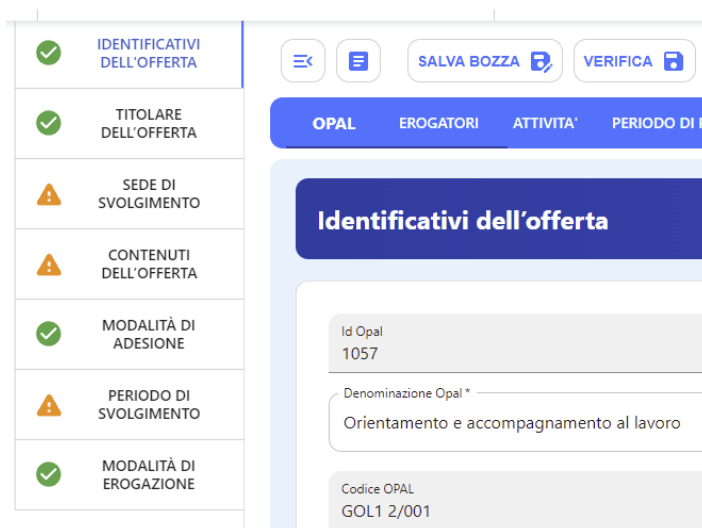 IDENTIFICATIVI
DELL'OFFERTA
TITOLARE
DELL'OFFERTA
SEDE DI
SVOLGIMENTO
CONTENUTI
DELL'OFFERTA
MODALITÀ DI
ADESIONE
PERIODO DI
SVOLGIMENTO
MODALITÀ DI
EROGAZIONE
SALVA BOZZA
VERIFICA
OPAL
EROGATORI
ATTIVITA'
PERIODO DI
Identificativi dell'offerta
Id Opal
1057
Denominazione Opal *
Orientamento e accompagnamento al lavoro
Codice OPAL
GOL1 2/001